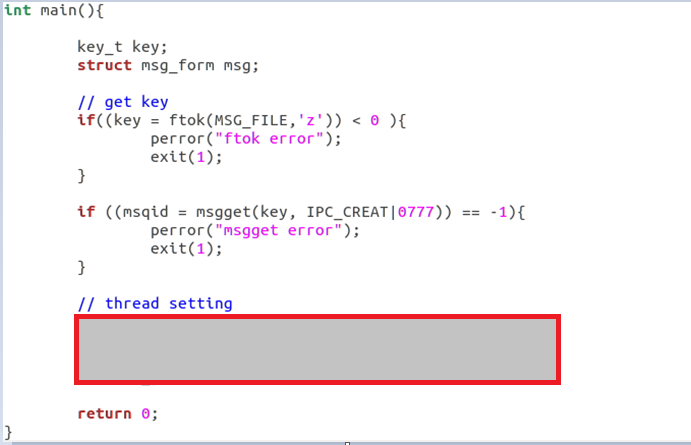 int main(){
key_t key;
struct msg_form msg;
// get key
if((key = ftok(MSG_FILE,'z')) < 0 ){
perror("ftok error");
exit(1);
}
if ((msqid = msgget(key, IPC_CREAT|0777)) == -1){
perror("msgget error");
exit(1);
}
// thread setting
return 0;
}